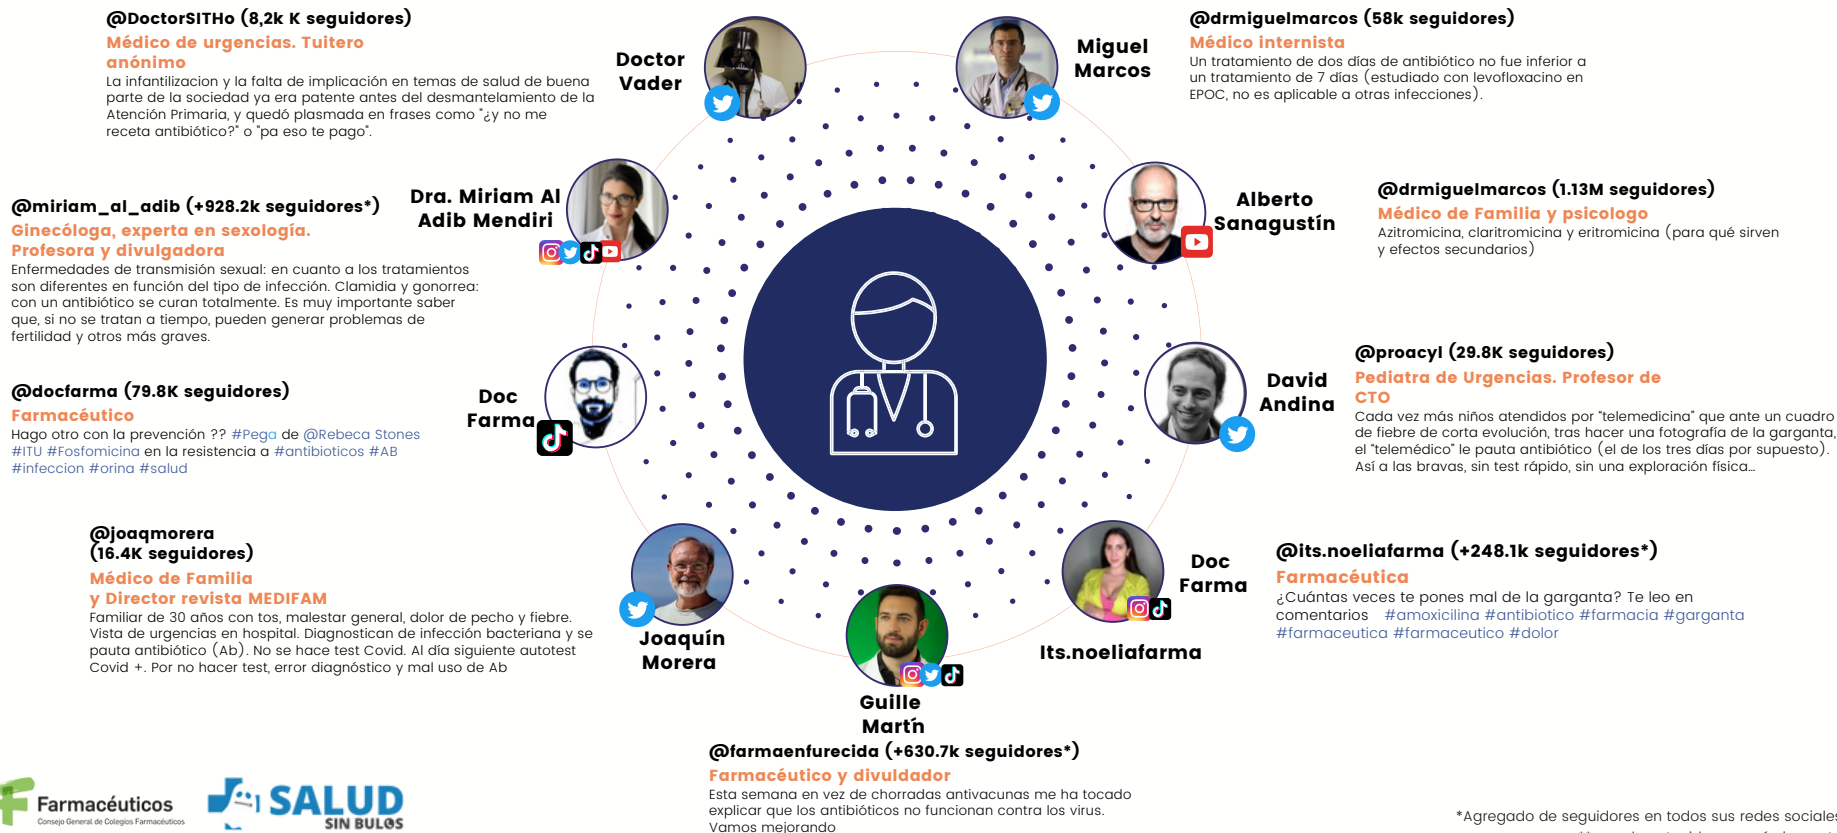 @DoctorSITHo (8,2k K seguidores)
Médico de urgencias. Tuitero
anónimo
La infantilizacion y la falta de implicación en temas de salud de buena
parte de la sociedad ya era patente antes del desmantelamiento de la
Atención Primaria, y quedó plasmada en frases como "¿y no me
receta antibiótico?" o "pa eso te pago".
Doctor
Vader
Miguel
Marcos
@drmiguelmarcos (58k seguidores)
Médico internista
Un tratamiento de dos días de antibiótico no fue inferior a
un tratamiento de 7 días (estudiado con levofloxacino en
EPOC, no es aplicable a otras infecciones).
@miriam_al_adib (+928.2k seguidores*)
Ginecóloga, experta en sexología.
Profesora y divulgadora
Enfermedades de transmisión sexual: en cuanto a los tratamientos
son diferentes en función del tipo de infección. Clamidia y gonorrea:
con un antibiótico se curan totalmente. Es muy importante saber
que, si no se tratan a tiempo, pueden generar problemas de
fertilidad y otros más graves.
Dra. Miriam Al
Adib Mendiri
Alberto
Sanagustín
@drmiguelmarcos (1.13M seguidores)
Médico de Familia y psicologo
Azitromicina, claritromicina y eritromicina (para qué sirven
y efectos secundarios)
@docfarma (79.8K seguidores)
Farmacéutico
Hago otro con la prevención ?? #Pega de @Rebeca Stones
#ITU #Fosfomicina en la resistencia a #antibioticos #AB
#infeccion #orina #salud
Doc
Farma
David
Andina
@proacyl (29.8K seguidores)
Pediatra de Urgencias. Profesor de
CTO
Cada vez más niños atendidos por "telemedicina" que ante un cuadro
de fiebre de corta evolución, tras hacer una fotografía de la garganta,
el "telemédico" le pauta antibiótico (el de los tres días por supuesto).
Así a las bravas, sin test rápido, sin una exploración física…
@joaqmorera
(16.4K seguidores)
Médico de Familia
y Director revista MEDIFAM
Familiar de 30 años con tos, malestar general, dolor de pecho y fiebre.
Vista de urgencias en hospital. Diagnostican de infección bacteriana y se
pauta antibiótico (Ab). No se hace test Covid. Al día siguiente autotest
Covid +. Por no hacer test, error diagnóstico y mal uso de Ab
Joaquín
Morera
Doc
Farma
Its.noeliafarma
@its.noeliafarma (+248.1k seguidores*)
Farmacéutica
¿Cuántas veces te pones mal de la garganta? Te leo en
comentarios #amoxicilina #antibiotico #farmacia #garganta
#farmaceutica #farmaceutico #dolor
Guille
Martín
@farmaenfurecida (+630.7k seguidores*)
Farmacéutico y divuldador
Esta semana en vez de chorradas antivacunas me ha tocado
explicar que los antibióticos no funcionan contra los virus.
Vamos mejorando
Farmacéuticos
Consejo General de Colegios Farmacéuticos
SALUD
SIN BULOS
*Agregado de seguidores en todos sus redes sociales